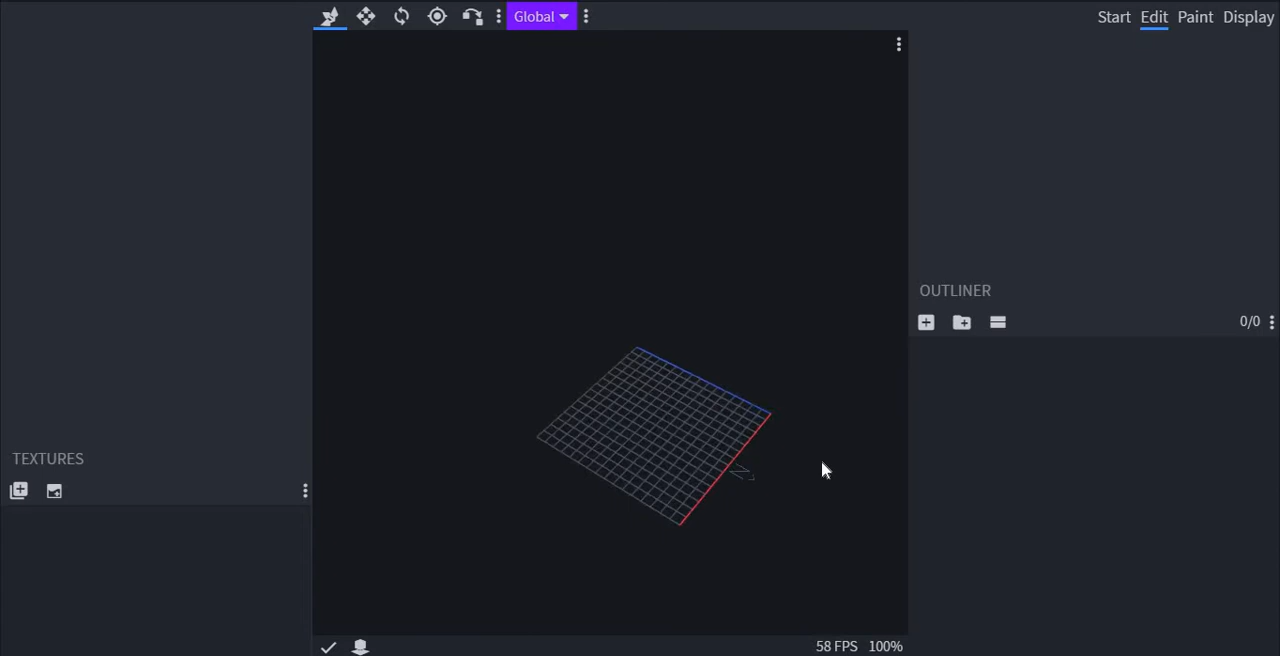 Global
Start Edit Paint Display
OUTLINER
0/0
TEXTURES
N
58 FPS 100%